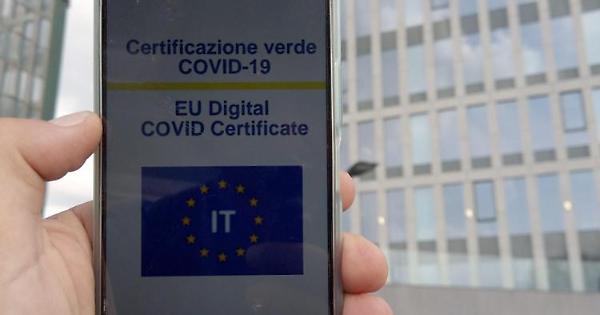 Certificazione verde
COVID-19
EU Digital
COVID Certificate
IT